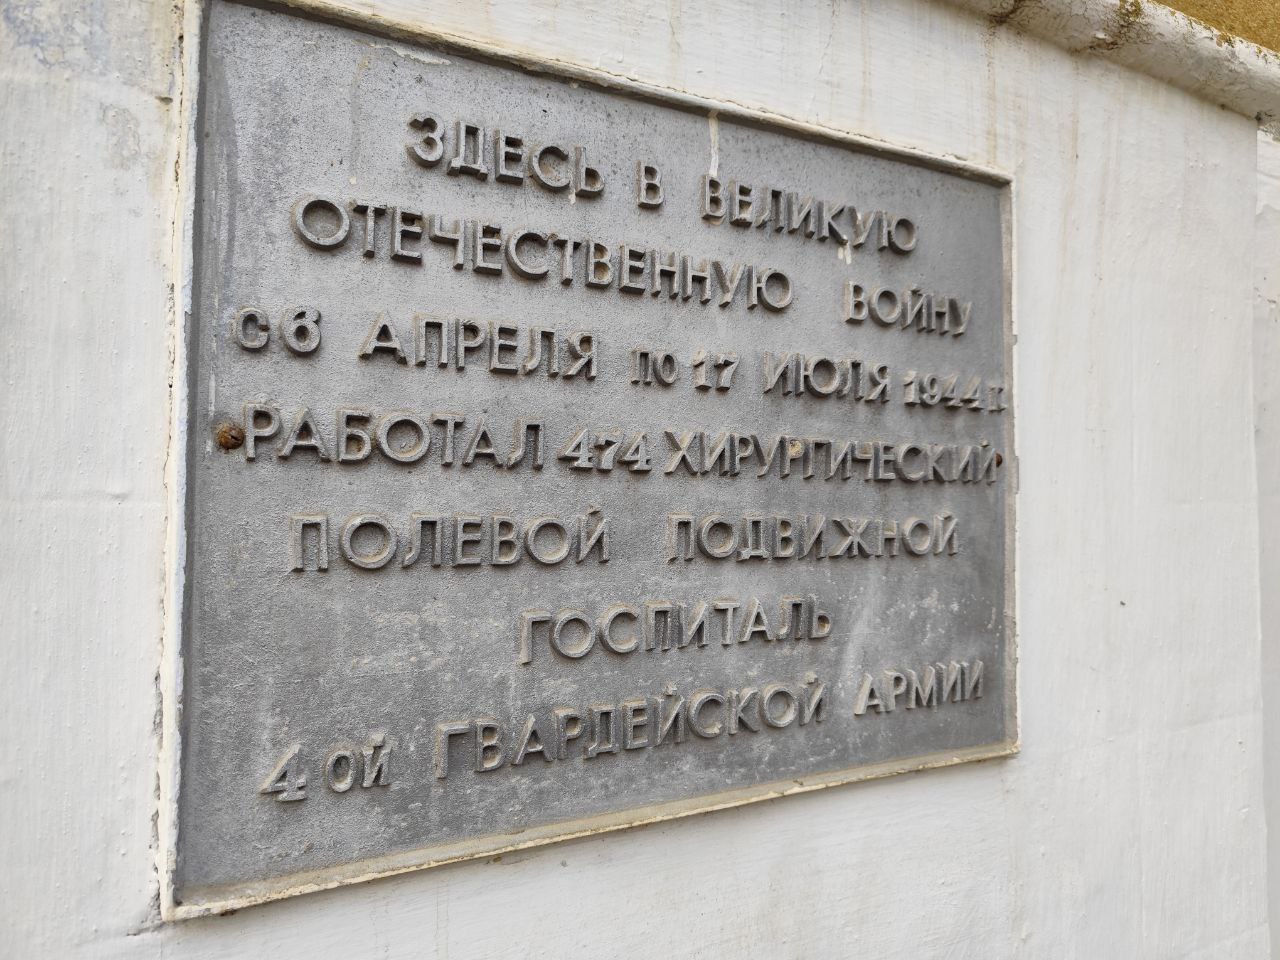 ЗДЕСЬ В ВЕЛИКУЮ
ОТЕЧЕСТВЕННУЮ ВОЙНУ
С 6 АПРЕЛЯ ПО 17 ИЮЛЯ 1944 г.
РАБОТАЛ 474 ХИРУРГИЧЕСКИЙ
ПОЛЕВОЙ ПОДВИЖНОЙ
ГОСПИТАЛЬ
4 ОЙ ГВАРДЕЙСКОЙ АРМИИ